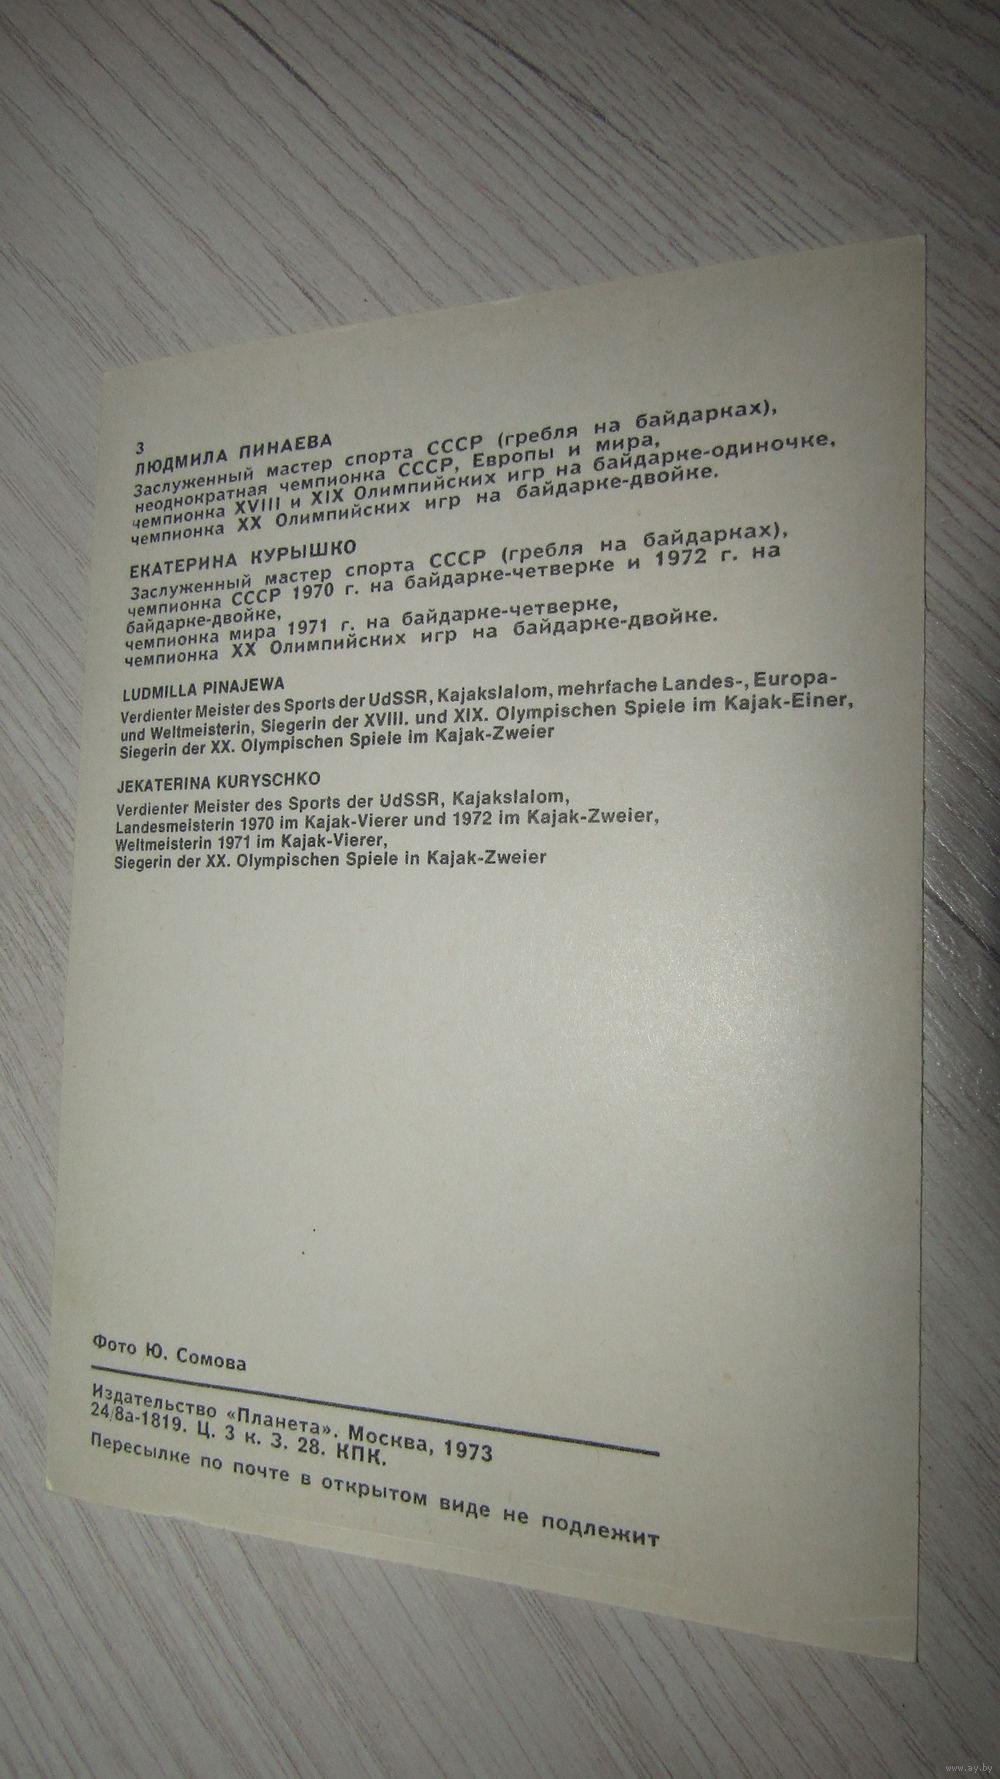 3
ЛЮДМИЛА ПИНАЕВА
Заслуженный мастер спорта СССР (гребля на байдарках),
неоднократная чемпионка СССР, Европы и мира,
чемпионка XVIII и XIX Олимпийских игр на байдарке-одиночке,
чемпионка XX Олимпийских игр на байдарке-двойке.
ЕКАТЕРИНА КУРЫШКО
Заслуженный мастер спорта СССР (гребля на байдарках),
чемпионка СССР 1970 г. на байдарке-четверке и 1972 г. на
байдарке-двойке,
чемпионка мира 1971 г. на байдарке-четверке,
чемпионка XX Олимпийских игр на байдарке-двойке.
LUDMILLA PINAJEWA
Verdienter Meister des Sports der UdSSR, Kajakslalom, mehrfache Landes-, Europa-
und Weltmeisterin, Siegerin der XVIII. und XIX. Olympischen Spiele im Kajak-Einer,
Siegerin der XX. Olympischen Spiele im Kajak-Zweier
JEKATERINA KURYSCHKO
Verdienter Meister des Sports der UdSSR, Kajakslalom,
Landesmeisterin 1970 im Kajak-Vierer und 1972 im Kajak-Zweier,
Weltmeisterin 1971 im Kajak-Vierer,
Siegerin der XX. Olympischen Spiele in Kajak-Zweier
Фото Ю. Сомова
Издательство «Планета». Москва, 1973
24/8а-1819. Ц. 3 к. З. 28. КПК.
Пересылке по почте в открытом виде не подлежит
www.ay.by